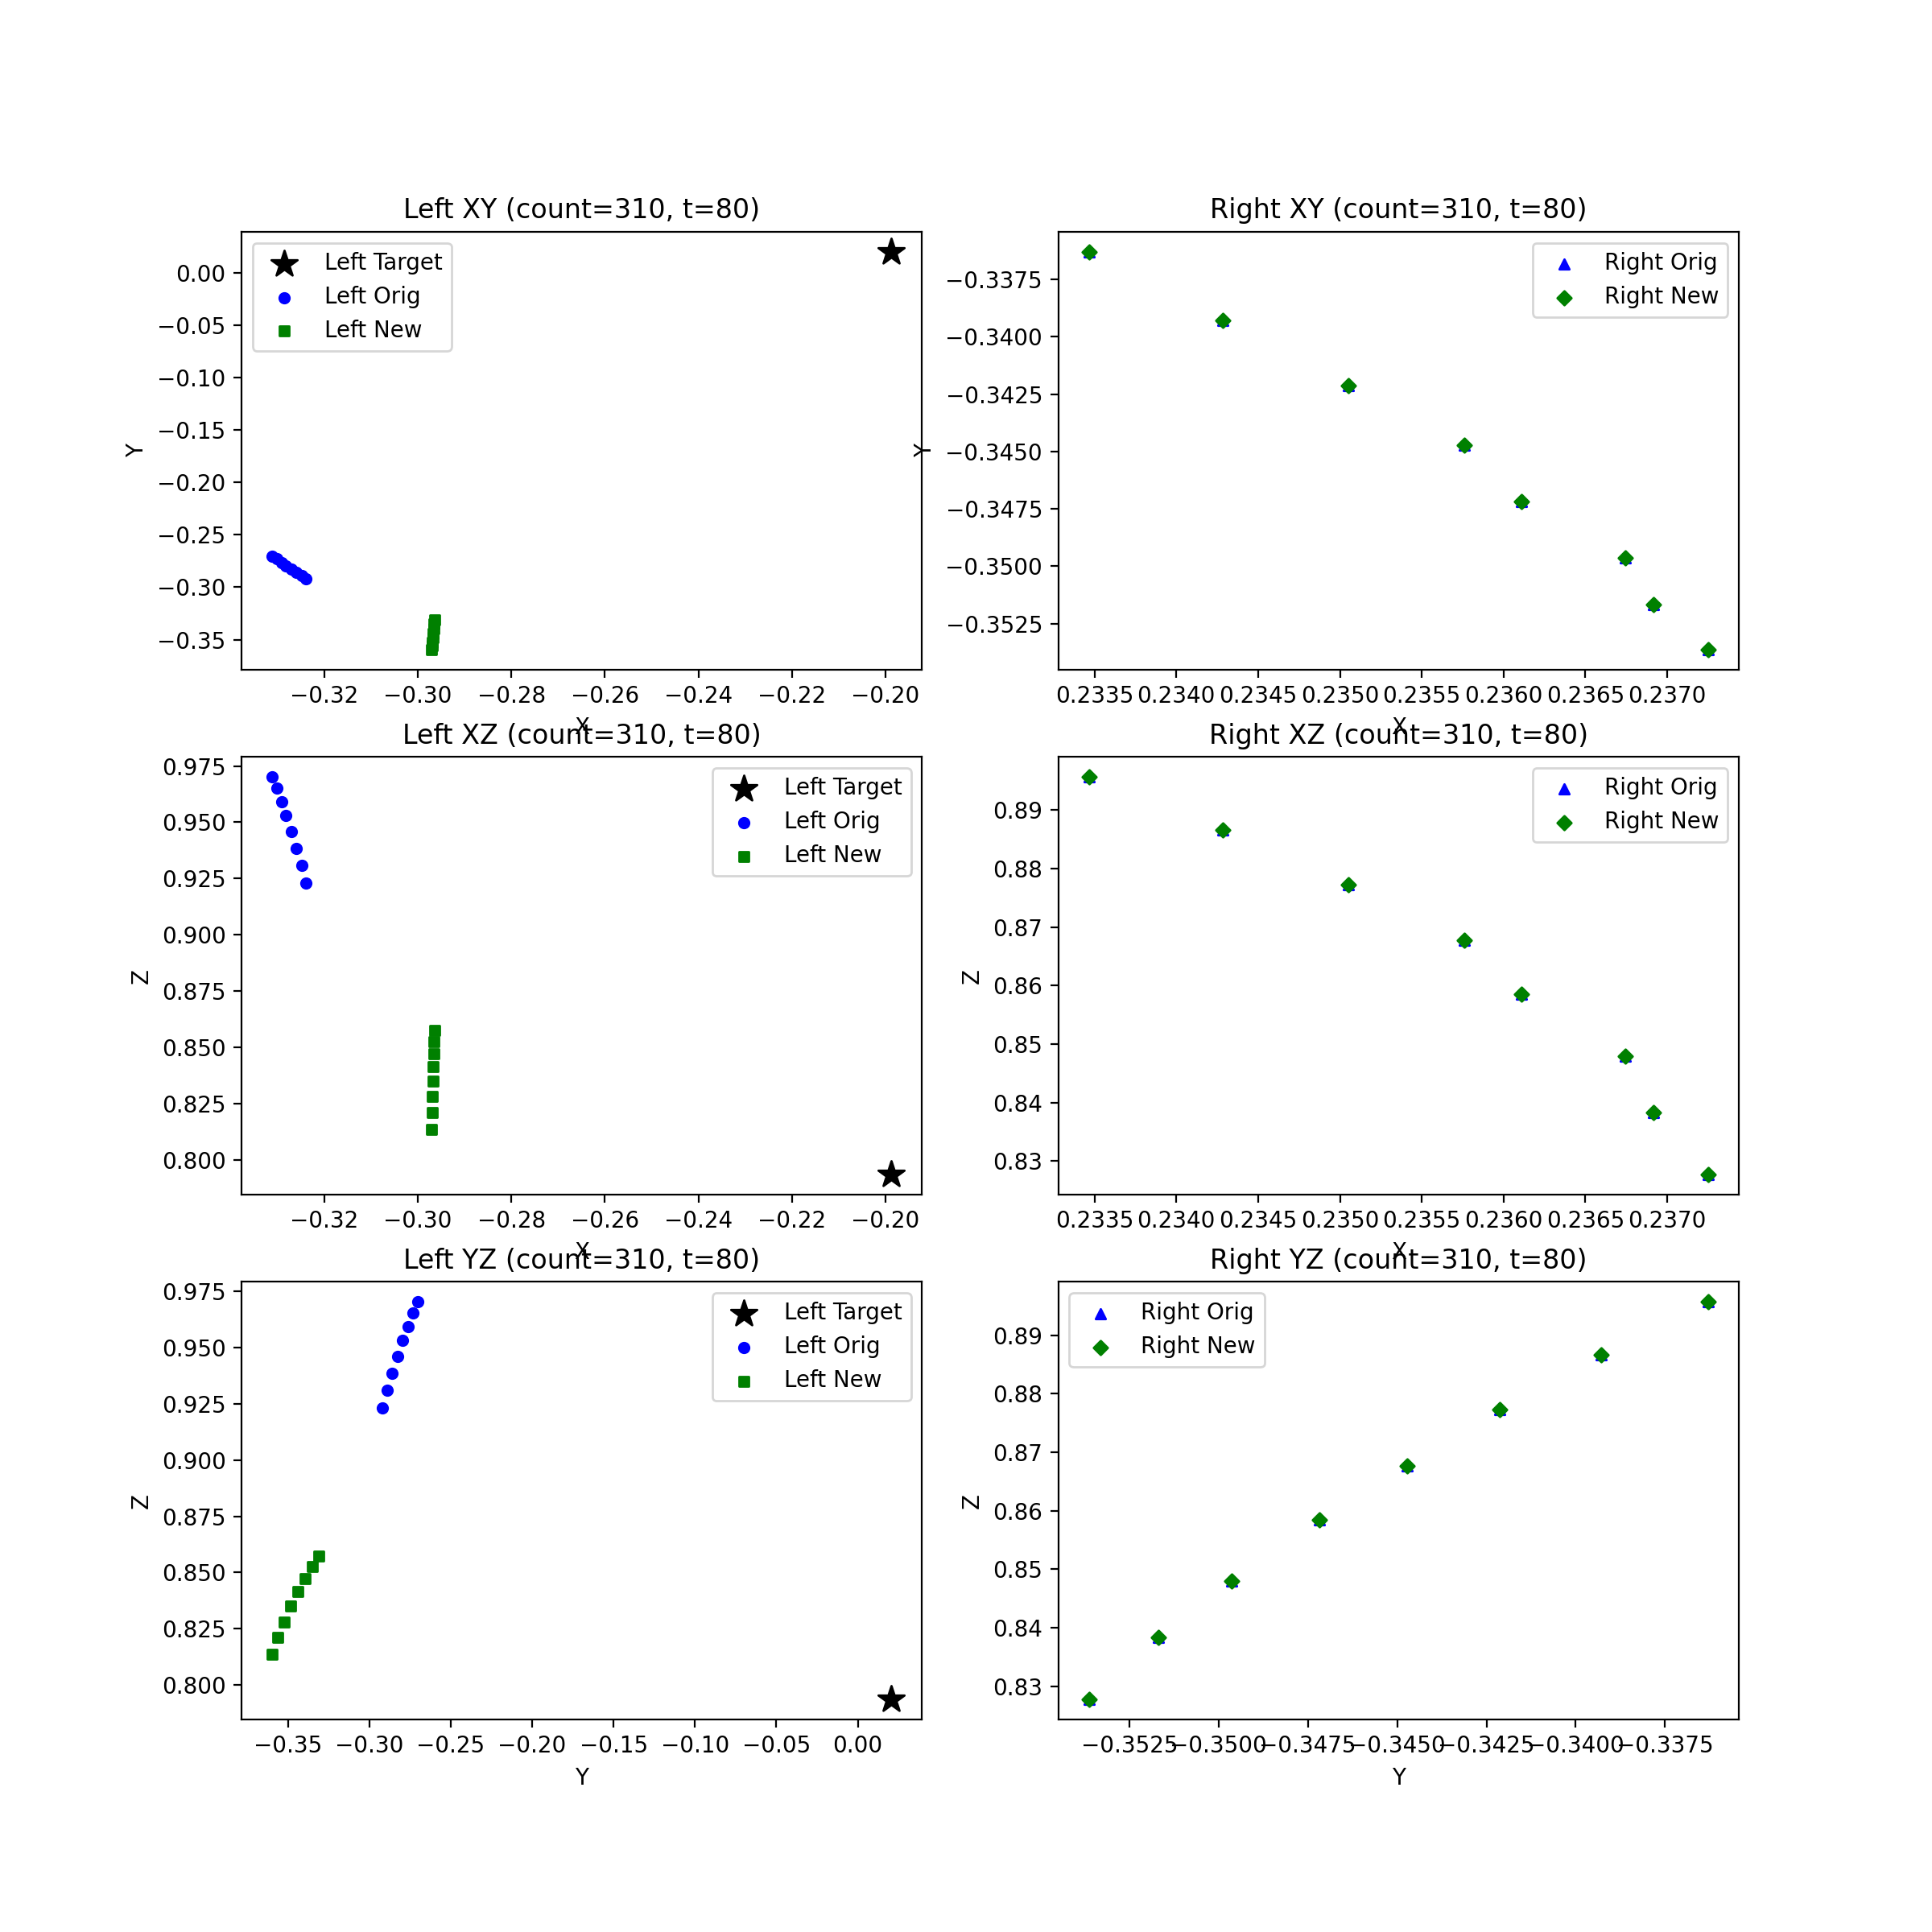 Left XY (count=310, t=80)
Left Target
Left Orig
Left New
0.00
−0.05
−0.10
−0.15
−0.20
−0.25
−0.30
−0.35
Y
−0.32 −0.30 −0.28 −0.26 −0.24 −0.22 −0.20
X
Right XY (count=310, t=80)
Right Orig
Right New
−0.3375
−0.3400
−0.3425
−0.3450
−0.3475
−0.3500
−0.3525
Y
0.2335 0.2340 0.2345 0.2350 0.2355 0.2360 0.2365 0.2370
X
Left XZ (count=310, t=80)
Left Target
Left Orig
Left New
0.975
0.950
0.925
0.900
0.875
0.850
0.825
0.800
Z
−0.32 −0.30 −0.28 −0.26 −0.24 −0.22 −0.20
X
Right XZ (count=310, t=80)
Right Orig
Right New
0.89
0.88
0.87
0.86
0.85
0.84
0.83
Z
0.2335 0.2340 0.2345 0.2350 0.2355 0.2360 0.2365 0.2370
X
Left YZ (count=310, t=80)
Left Target
Left Orig
Left New
0.975
0.950
0.925
0.900
0.875
0.850
0.825
0.800
Z
−0.35 −0.30 −0.25 −0.20 −0.15 −0.10 −0.05 0.00
Y
Right YZ (count=310, t=80)
Right Orig
Right New
0.89
0.88
0.87
0.86
0.85
0.84
0.83
Z
−0.3525 −0.3500 −0.3475 −0.3450 −0.3425 −0.3400 −0.3375
Y